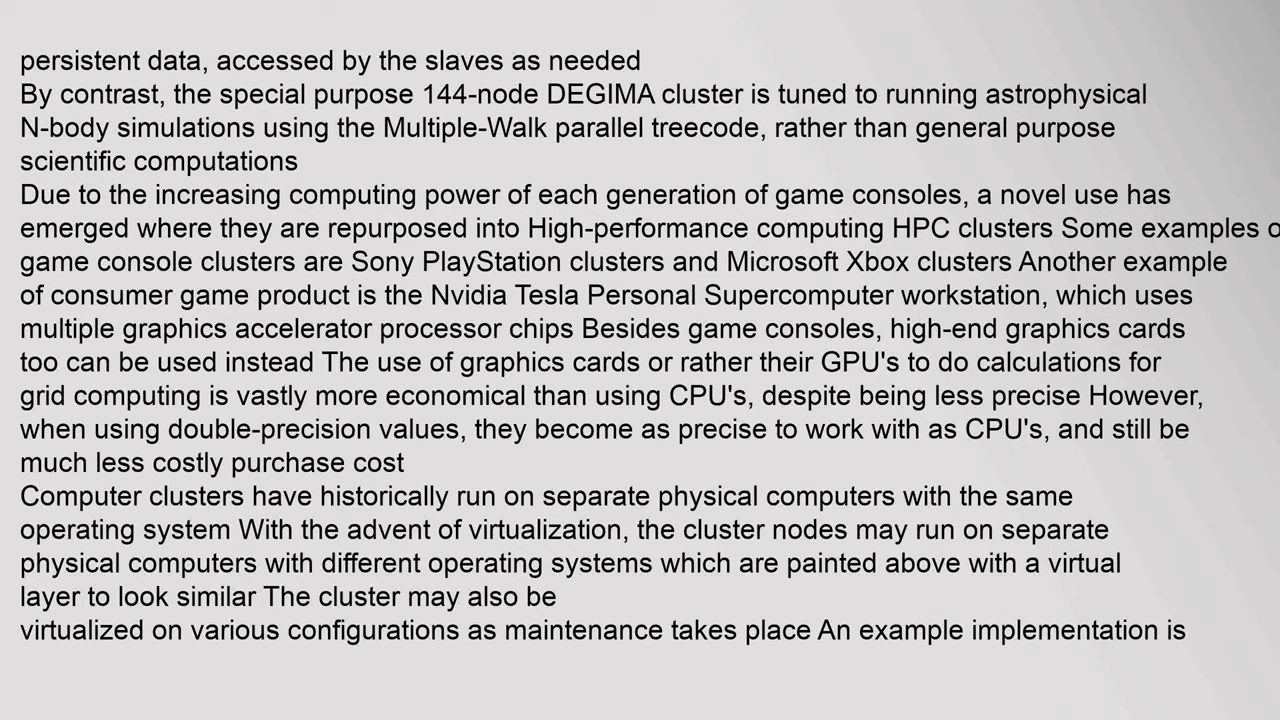 persistent data, accessed by the slaves as needed
By contrast, the special purpose 144-node DEGIMA cluster is tuned to running astrophysical
N-body simulations using the Multiple-Walk parallel treecode, rather than general purpose
scientific computations
Due to the increasing computing power of each generation of game consoles, a novel use has
emerged where they are repurposed into High-performance computing HPC clusters Some examples
game console clusters are Sony PlayStation clusters and Microsoft Xbox clusters Another example
of consumer game product is the Nvidia Tesla Personal Supercomputer workstation, which uses
multiple graphics accelerator processor chips Besides game consoles, high-end graphics cards
too can be used instead The use of graphics cards or rather their GPU's to do calculations for
grid computing is vastly more economical than using CPU's, despite being less precise However,
when using double-precision values, they become as precise to work with as CPU's, and still be
much less costly purchase cost
Computer clusters have historically run on separate physical computers with the same
operating system With the advent of virtualization, the cluster nodes may run on separate
physical computers with different operating systems which are painted above with a virtual
layer to look similar The cluster may also be
virtualized on various configurations as maintenance takes place An example implementation is